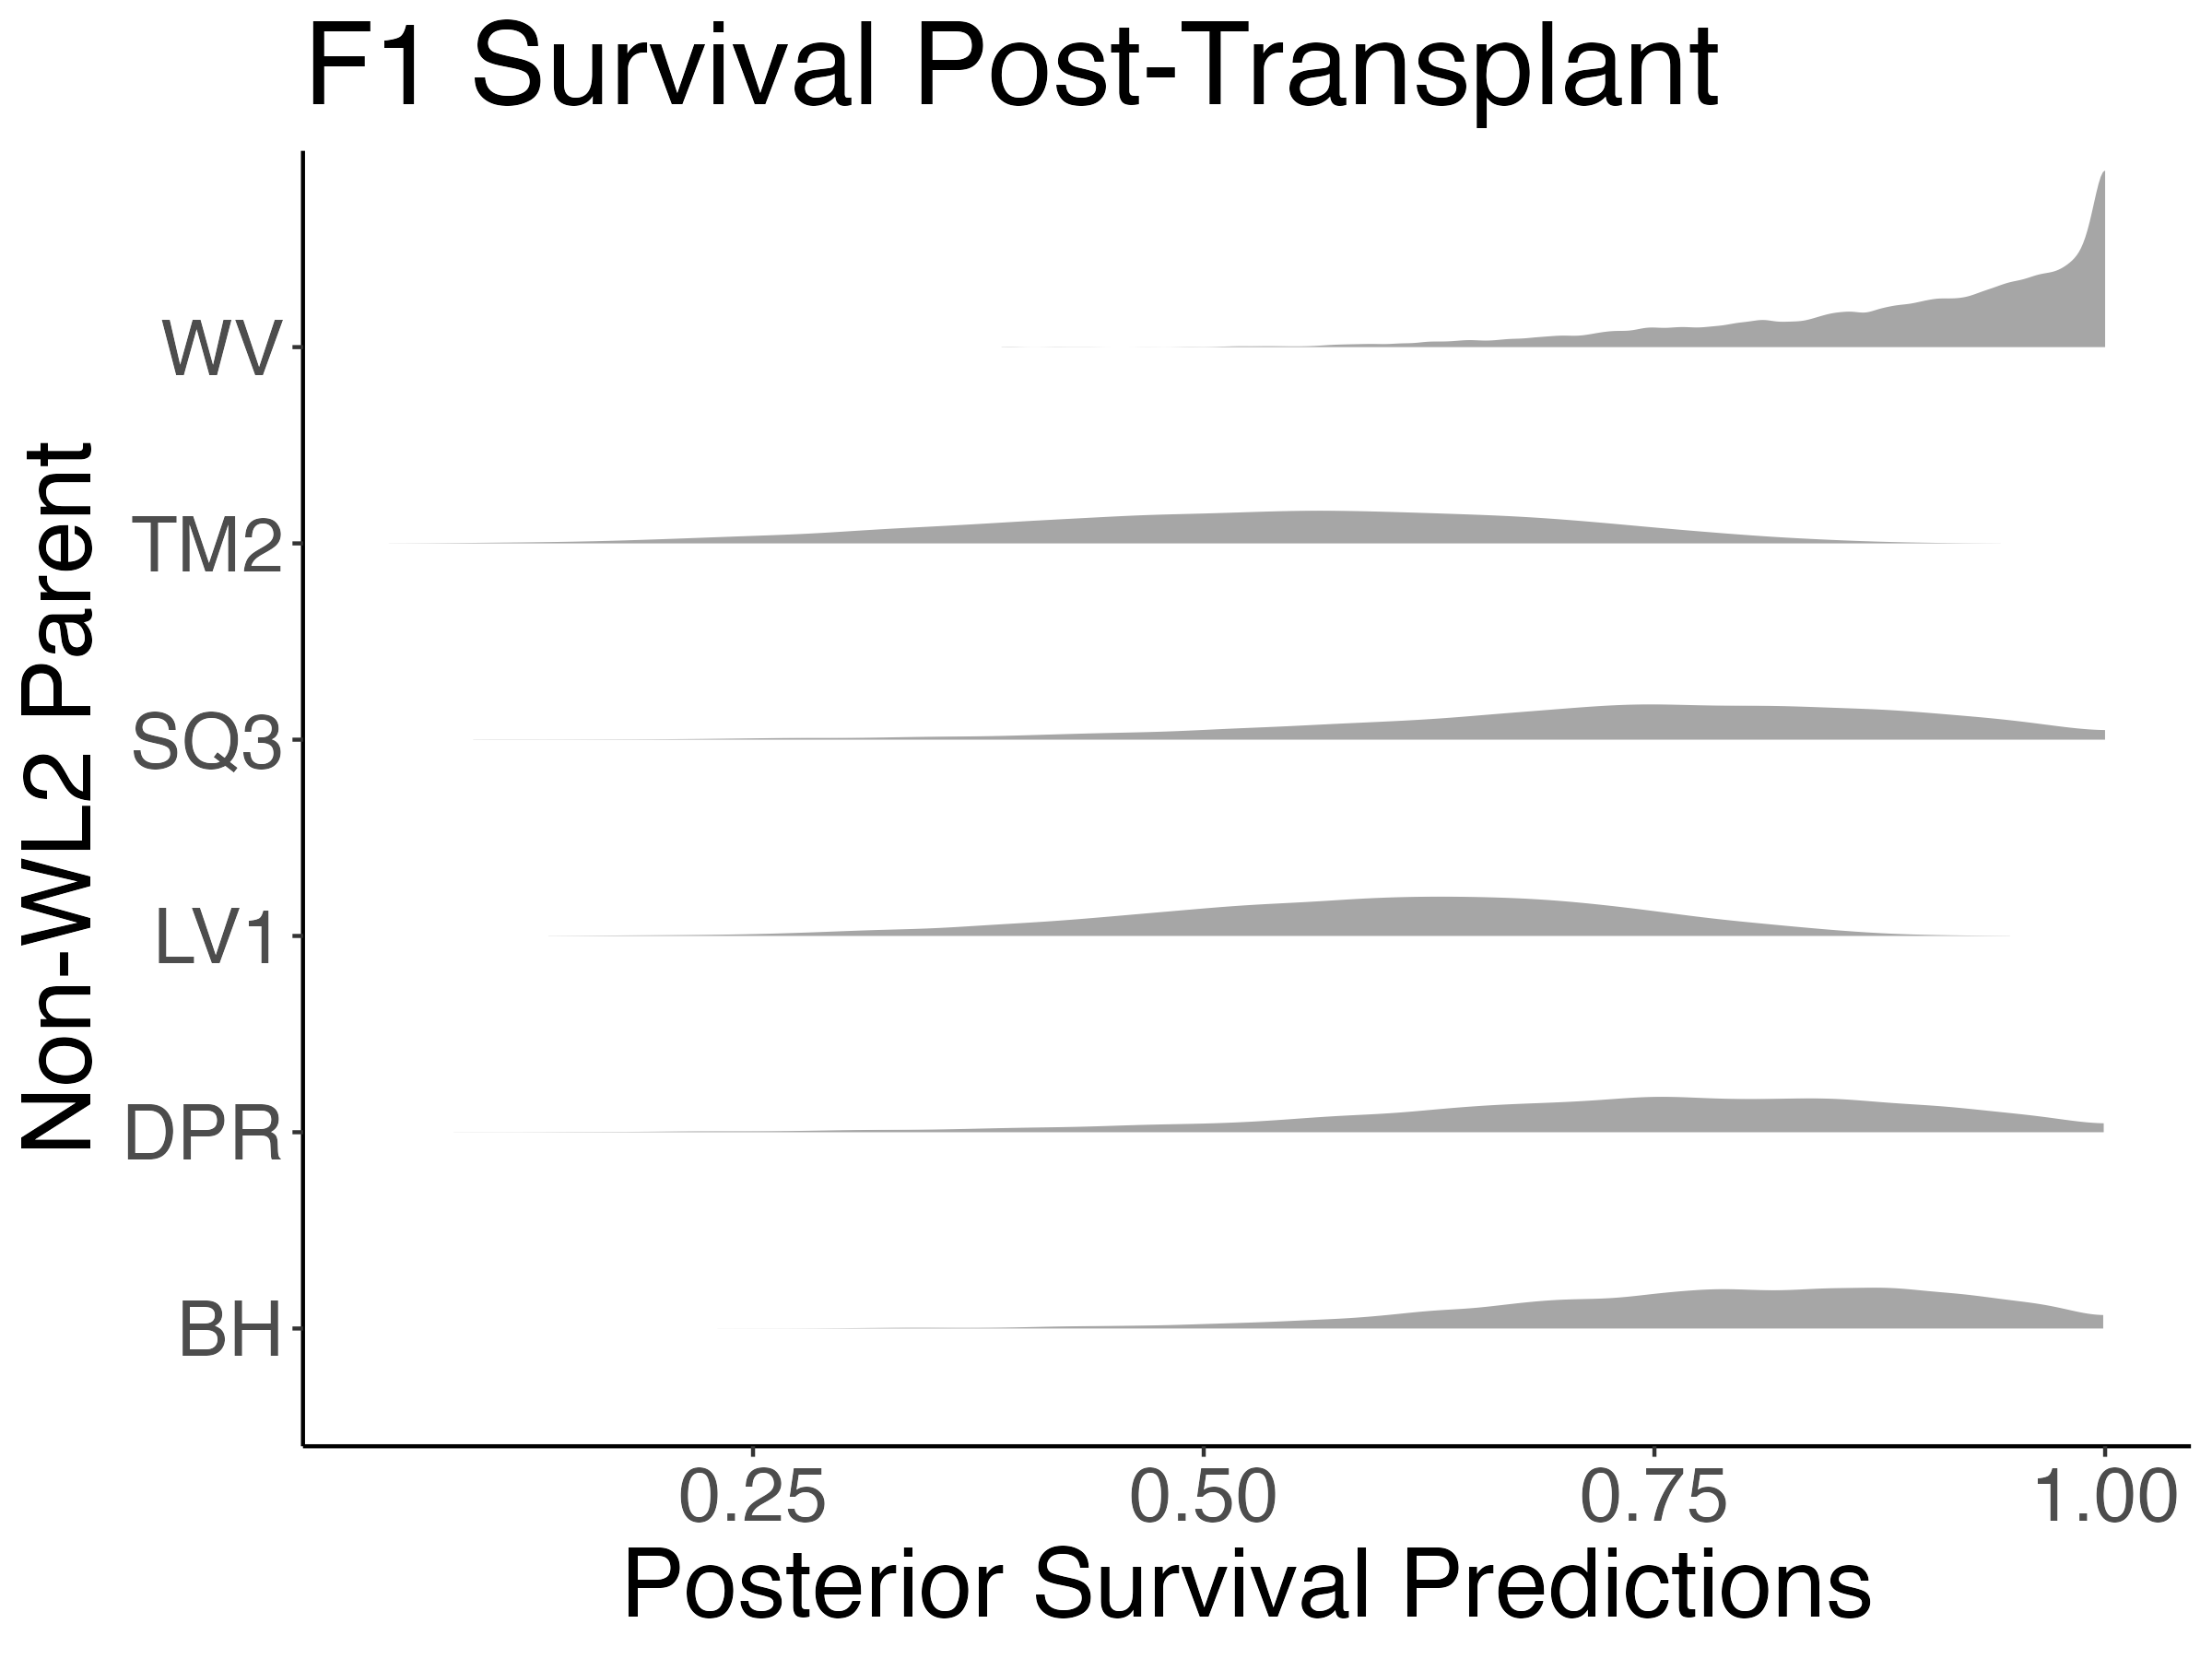 F1 Survival Post-Transplant
Non-WL2 Parent
WV
TM2
SQ3
LV1
DPR
BH
0.25 0.50 0.75 1.00
Posterior Survival Predictions